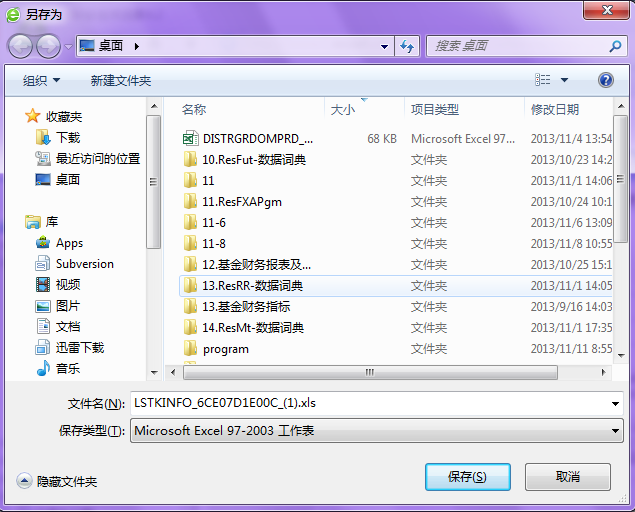 另存为
桌面
搜索 桌面
组织
新建文件夹
名称 大小 项目类型 修改日期
收藏夹
下载
最近访问的位置
桌面
库
Apps
Subversion
视频
图片
文档
迅雷下载
音乐
DISTRGRDOMPRD_... 68 KB Microsoft Excel 97-... 2013/11/4 13:54
10.ResFut-数据词典 文件夹 2013/10/23 14:2
11 文件夹 2013/11/1 14:06
11.ResFXAPgm 文件夹 2013/10/24 10:1
11-6 文件夹 2013/11/6 13:09
11-8 文件夹 2013/11/8 10:55
12.基金财务报表及... 文件夹 2013/10/25 15:1
13.ResRR-数据词典 文件夹 2013/11/1 14:05
13.基金财务指标 文件夹 2013/9/16 14:03
14.ResMt-数据词典 文件夹 2013/11/1 17:35
program 文件夹 2013/11/11 8:55
文件名(N): LSTKINFO_6CE07D1E00C_(1).xls
保存类型(T): Microsoft Excel 97-2003 工作表
隐藏文件夹
保存(S)
取消